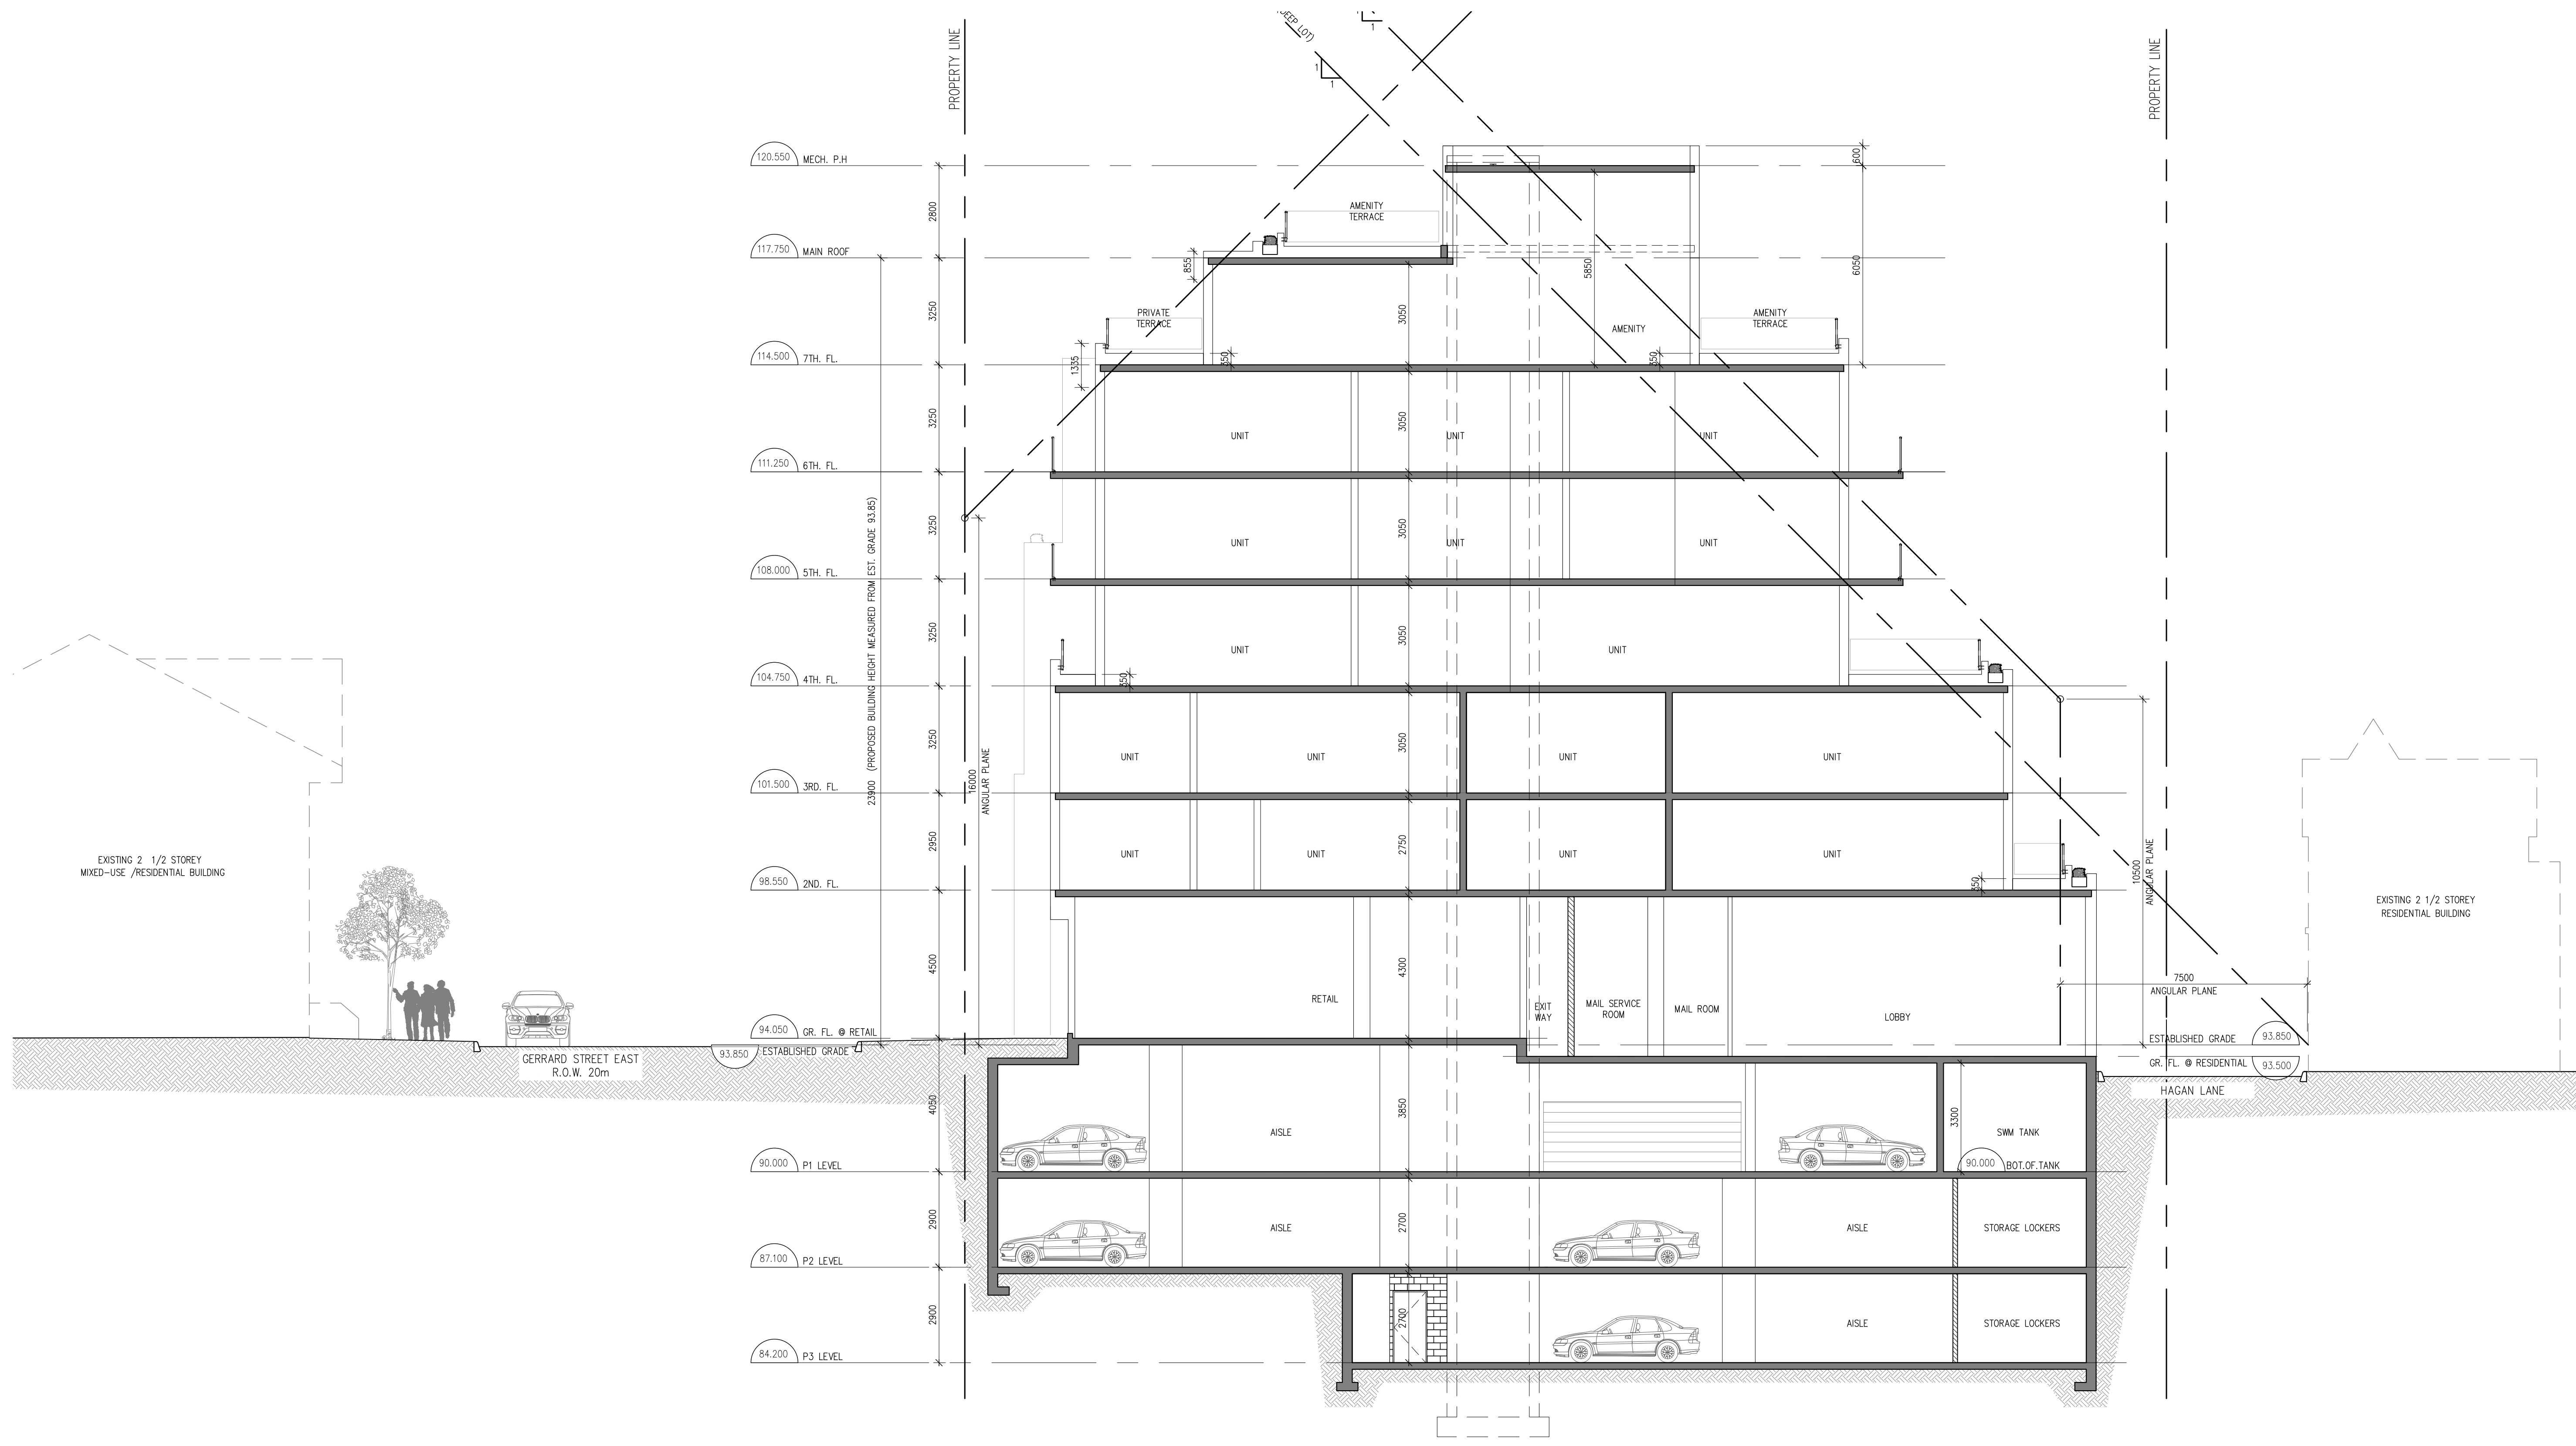 DEEP LOT)
1
1
1
PROPERTY LINE
PROPERTY LINE
120.550 MECH. P.H
600
2800
AMENITY
TERRACE
117.750 MAIN ROOF
855
5850
6050
3250
PRIVATE
TERRACE
3050
AMENITY
AMENITY
TERRACE
1335
350
350
114.500 7TH. FL.
3250
UNIT
3050
UNIT
UNIT
111.250 6TH. FL.
3250
UNIT
3050
UNIT
UNIT
108.000 5TH. FL.
23900 (PROPOSED BUILDING HEIGHT MEASURED FROM EST. GRADE 93.85)
3250
UNIT
3050
UNIT
350
104.750 4TH. FL.
3250
16000
ANGULAR PLANE
UNIT
UNIT
3050
UNIT
UNIT
101.500 3RD. FL.
2950
UNIT
UNIT
2750
UNIT
UNIT
350
10500
ANGULAR PLANE
98.550 2ND. FL.
EXISTING 2 1/2 STOREY
MIXED-USE /RESIDENTIAL BUILDING
EXISTING 2 1/2 STOREY
RESIDENTIAL BUILDING
4500
4300
RETAIL
EXIT
WAY
MAIL SERVICE
ROOM
MAIL ROOM
LOBBY
7500
ANGULAR PLANE
94.050 GR. FL. @ RETAIL
93.850 ESTABLISHED GRADE
ESTABLISHED GRADE 93.850
GR. FL. @ RESIDENTIAL 93.500
GERRARD STREET EAST
R.O.W. 20m
HAGAN LANE
4050
3850
AISLE
3300
SWM TANK
90.000 P1 LEVEL
90.000 BOT.OF.TANK
2900
AISLE
2700
AISLE
STORAGE LOCKERS
87.100 P2 LEVEL
2900
2700
AISLE
STORAGE LOCKERS
84.200 P3 LEVEL